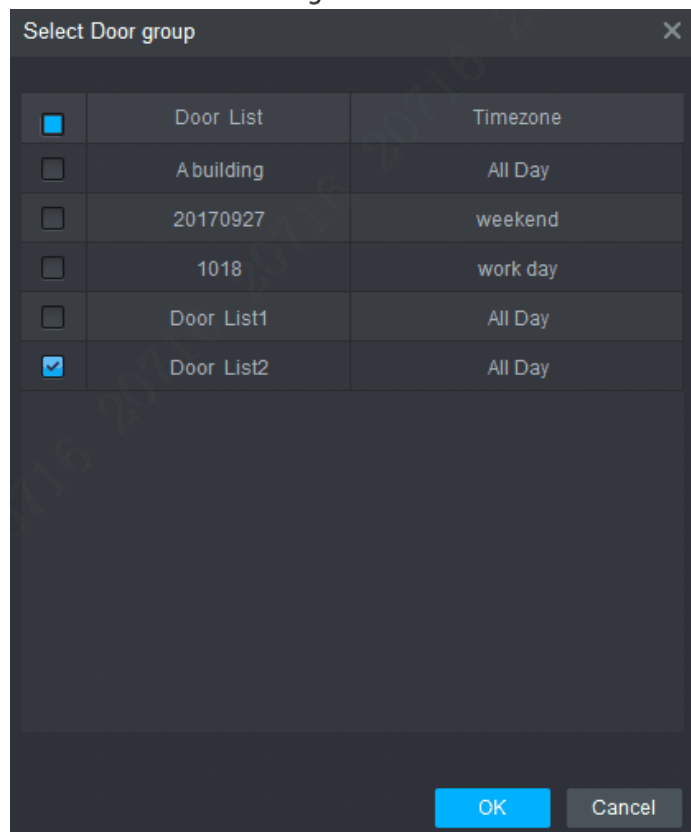 Select Door group
Door List Timezone
A building All Day
20170927 weekend
1018 work day
Door List1 All Day
Door List2 All Day
OK Cancel